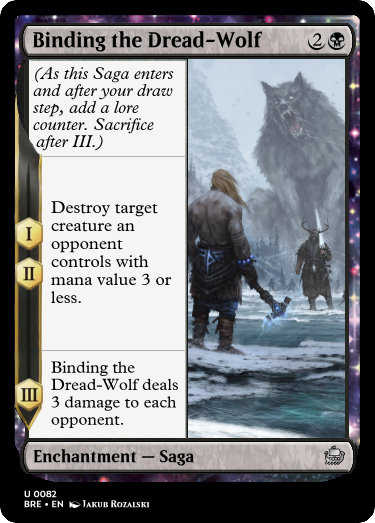 Binding the Dread-Wolf 2
(As this Saga enters
and after your draw
step, add a lore
counter. Sacrifice
after III.)
I
II
Destroy target
creature an
opponent
controls with
mana value 3 or
less.
III
Binding the
Dread-Wolf deals
3 damage to each
opponent.
Enchantment — Saga
U 0082
BRE • EN Jakub Rozalski